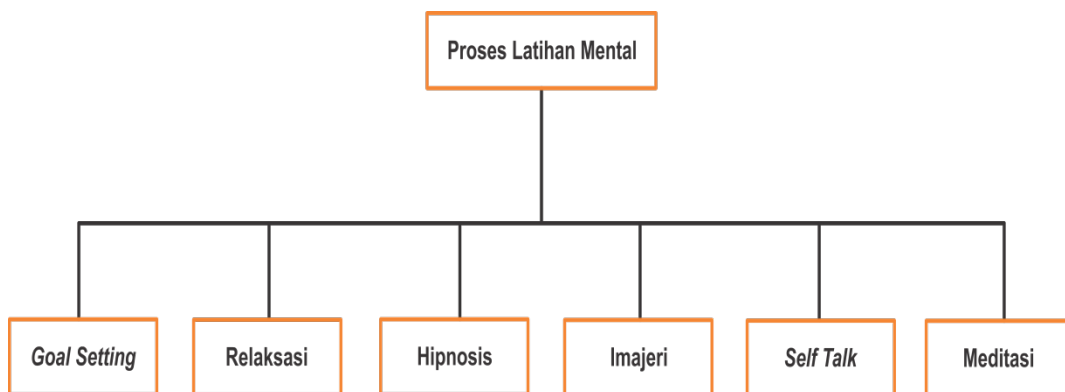 Proses Latihan Mental
Goal Setting
Relaksasi
Hipnosis
Imajeri
Self Talk
Meditasi